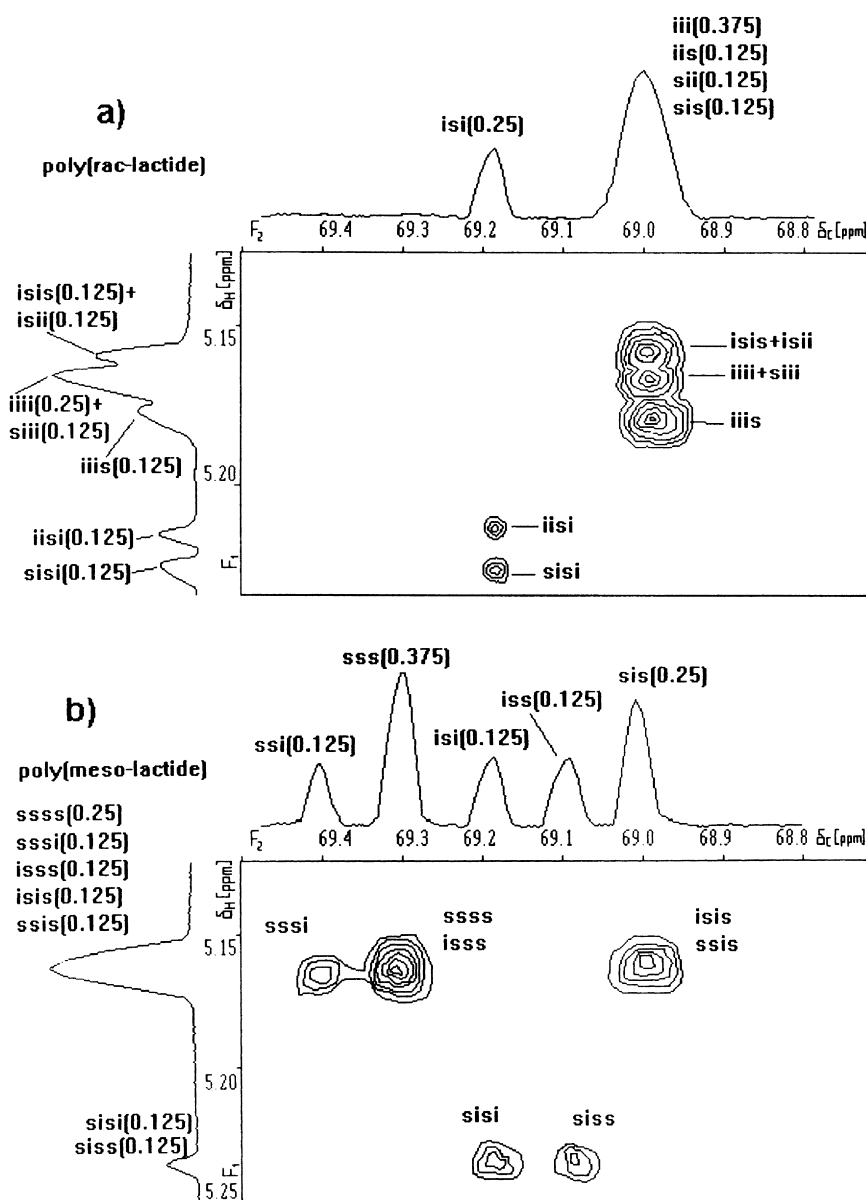 iii(0.375)
iis(0.125)
sii(0.125)
sis(0.125)
a)
isi(0.25)
poly(rac-lactide)
F2 69.4 69.3 69.2 69.1 69.0 68.9 68.8 δC[ppm]
δH[ppm]
isis(0.125)+
isii(0.125)
5.15
isis+isii
iiii+siii
iiii(0.25)+
siii(0.125)
iiis
iiis(0.125)
5.20
iisi(0.125)
iisi
sisi(0.125)
F1
sisi
sss(0.375)
b)
sis(0.25)
iss(0.125)
ssi(0.125)
isi(0.125)
poly(meso-lactide)
F2 69.4 69.3 69.2 69.1 69.0 68.9 68.8 δC[ppm]
ssss(0.25)
sssi(0.125)
isss(0.125)
isis(0.125)
ssis(0.125)
δH[ppm]
5.15
sssi
ssss
isss
isis
ssis
5.20
sisi(0.125)
siss(0.125)
sisi
siss
F1
5.25